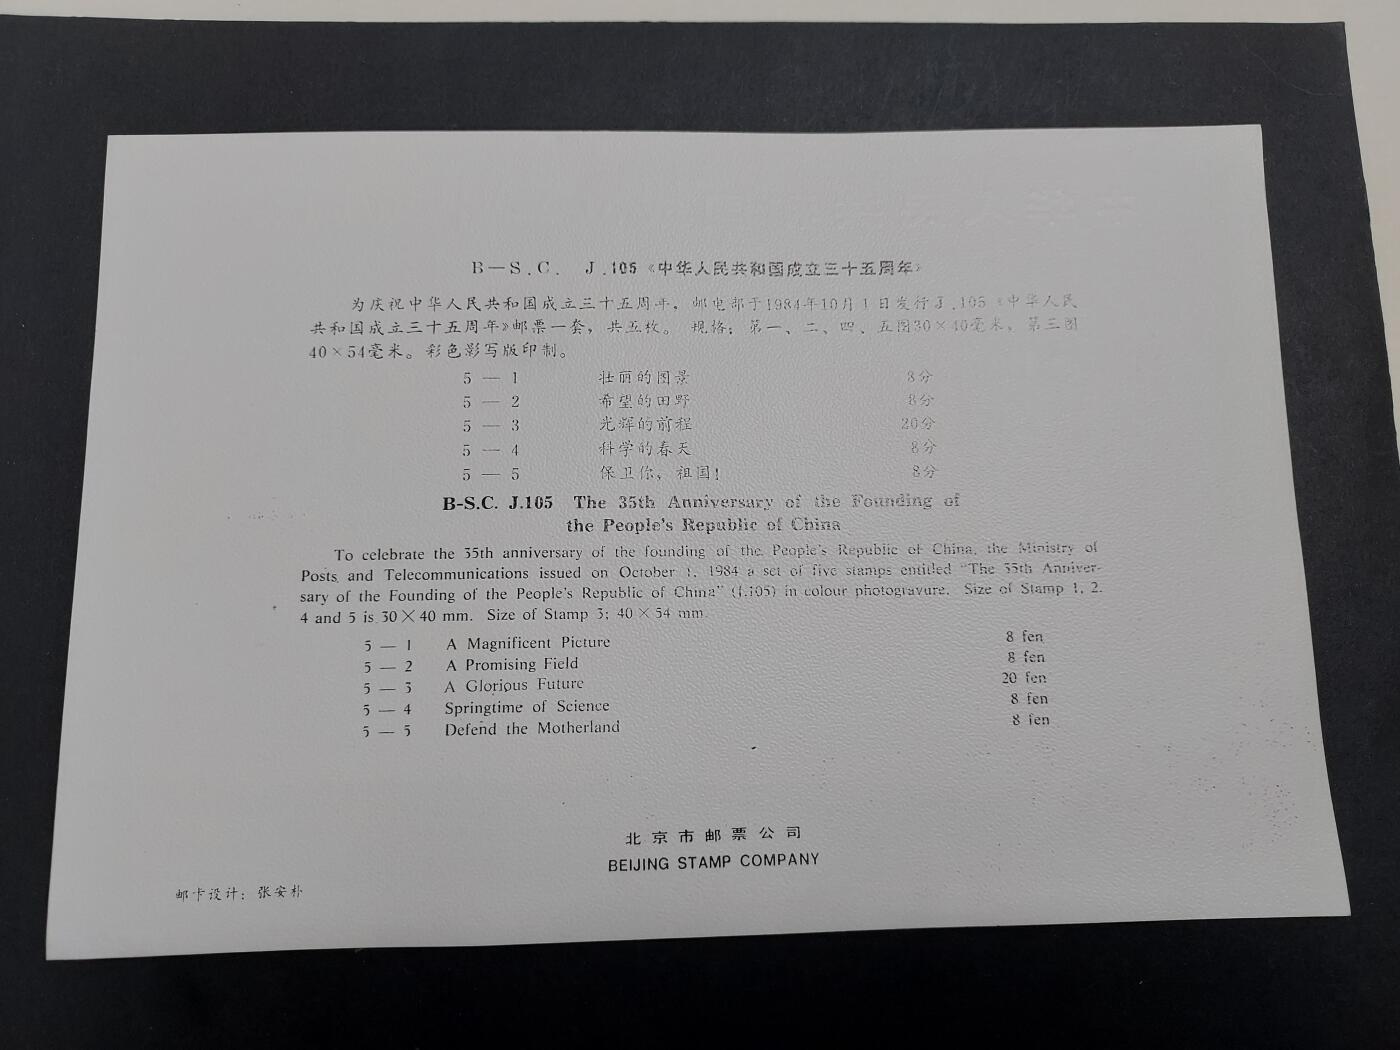 B－S.C. J.105《中华人民共和国成立三十五周年》
为庆祝中华人民共和国成立三十五周年，邮电部于1984年10月1日发行J.105《中华人民
共和国成立三十五周年》邮票一套，共五枚。规格：第一、二、四、五图30×40毫米，第三图
40×54毫米。彩色影写版印制。
5 — 1 壮丽的图景 8分
5 — 2 希望的田野 8分
5 — 3 光辉的前程 20分
5 — 4 科学的春天 8分
5 — 5 保卫你，祖国！ 8分
B-S.C. J.105 The 35th Anniversary of the Founding of
the People's Republic of China
To celebrate the 35th anniversary of the founding of the People's Republic of China, the Ministry of
Posts and Telecommunications issued on October 1, 1984 a set of five stamps entitled "The 35th Anniver-
sary of the Founding of the People's Republic of China" (J.105) in colour photogravure. Size of Stamp 1, 2.
4 and 5 is 30×40 mm. Size of Stamp 3; 40×54 mm.
5 — 1 A Magnificent Picture 8 fen
5 — 2 A Promising Field 8 fen
5 — 3 A Glorious Future 20 fen
5 — 4 Springtime of Science 8 fen
5 — 5 Defend the Motherland 8 fen
北京市邮票公司
BEIJING STAMP COMPANY
邮卡设计：张安朴